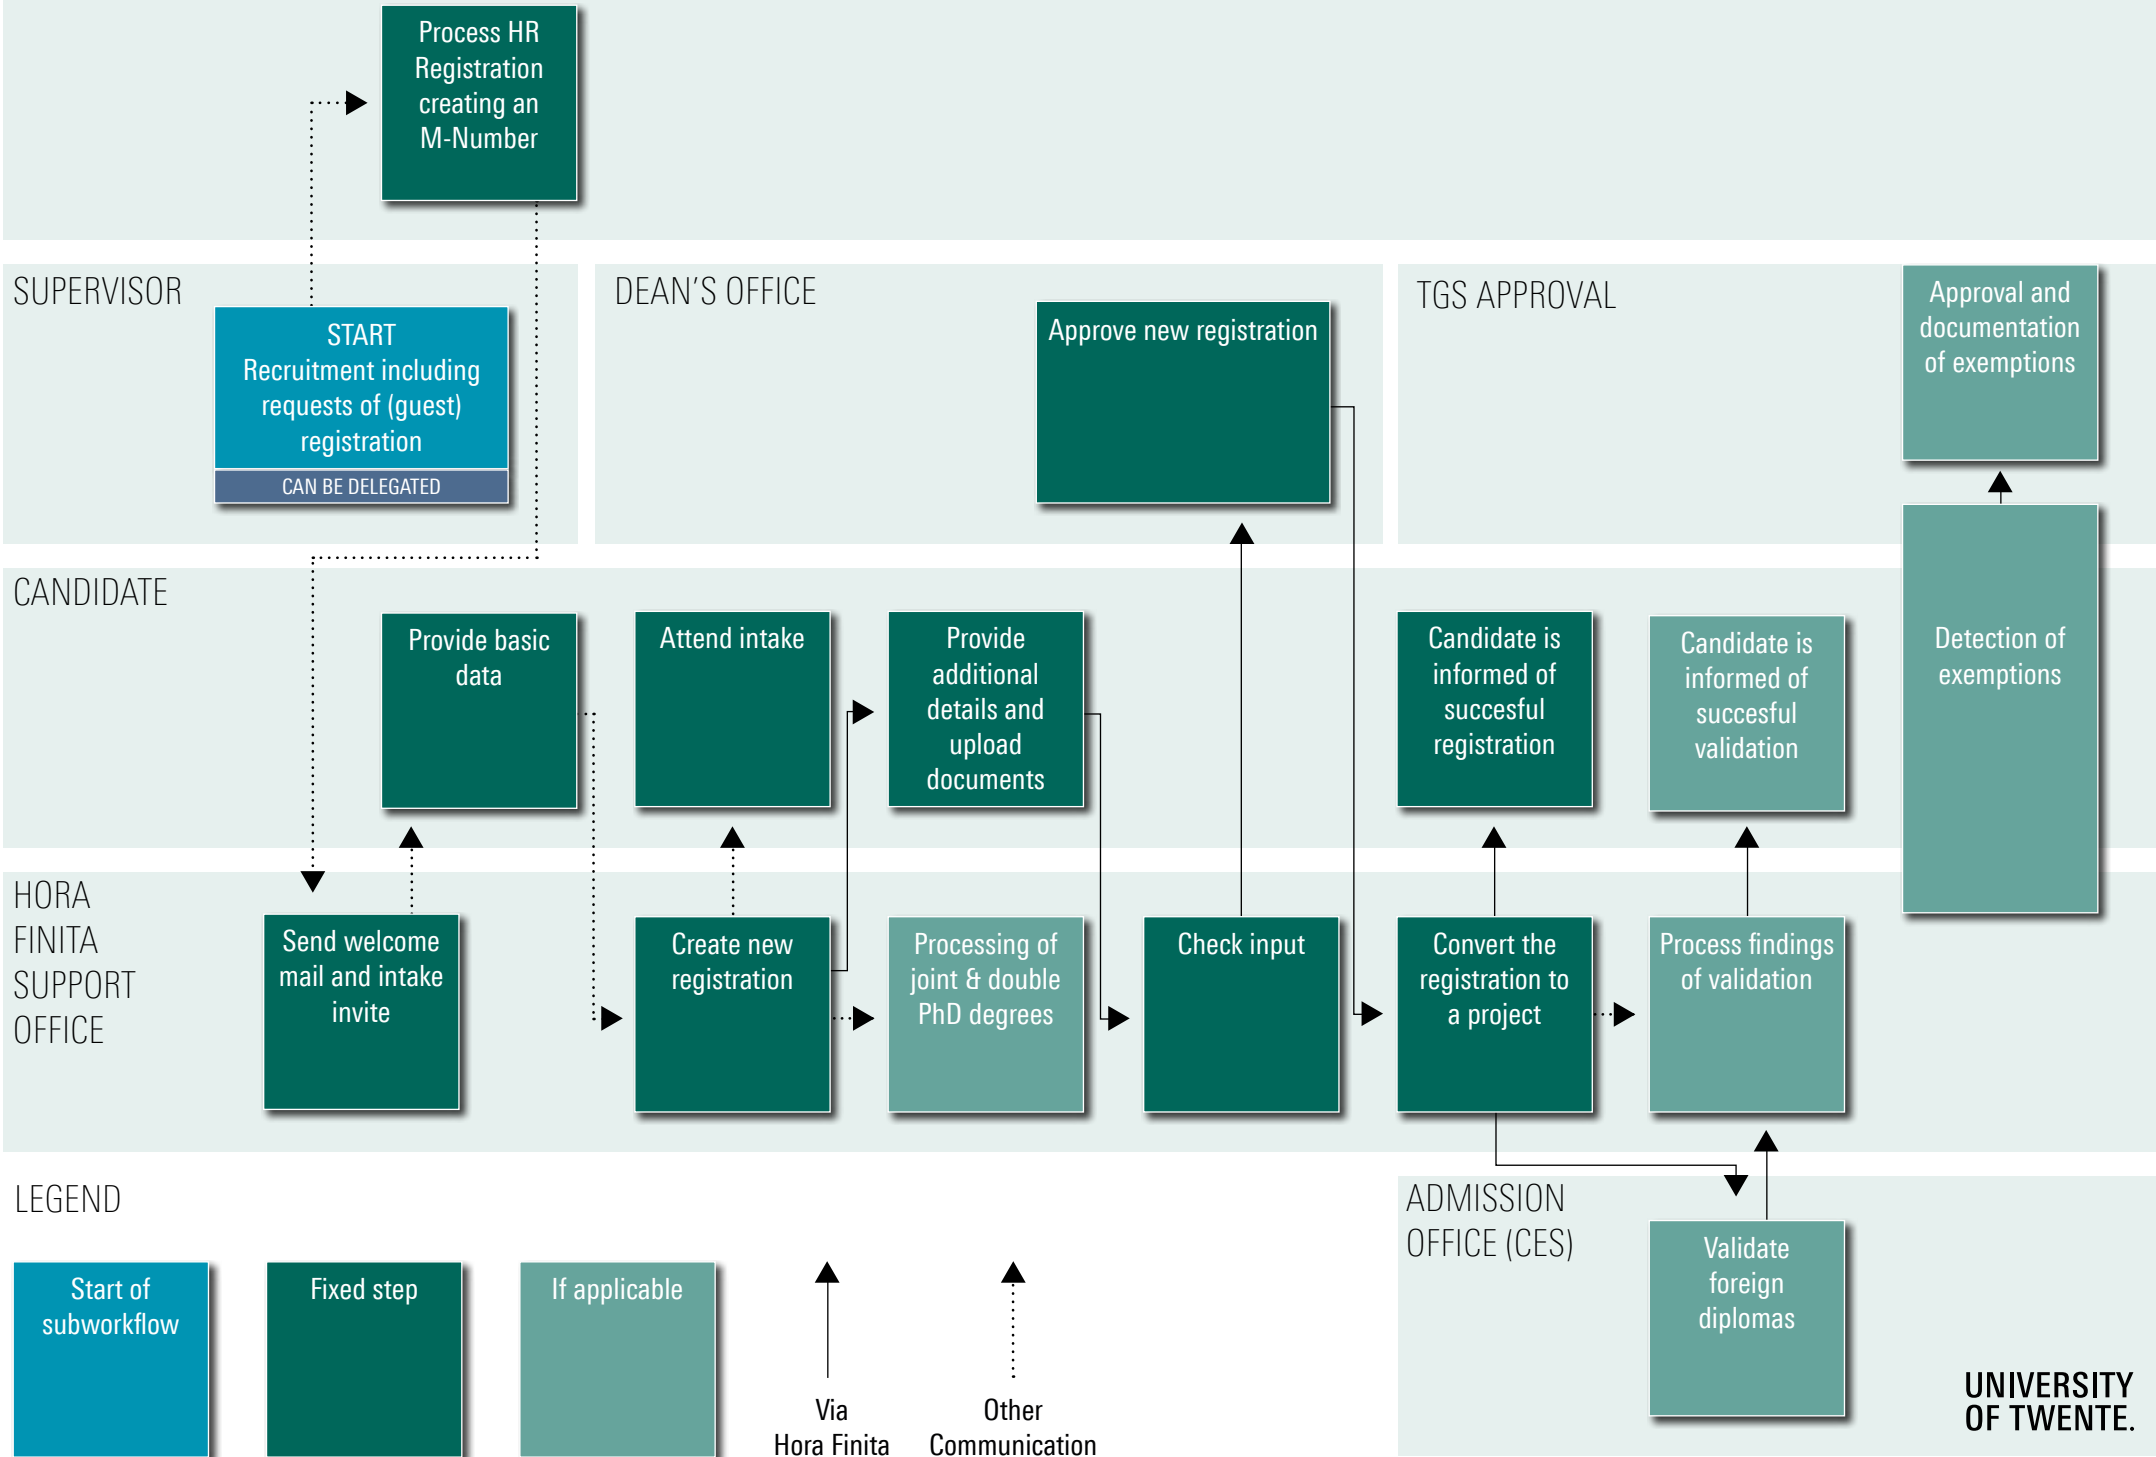 Process HR
Registration
creating an
M-Number
SUPERVISOR
START
Recruitment including
requests of (guest)
registration
CAN BE DELEGATED
DEAN'S OFFICE
Approve new registration
TGS APPROVAL
Approval and
documentation
of exemptions
CANDIDATE
Provide basic
data
Attend intake
Provide
additional
details and
upload
documents
Candidate is
informed of
succesful
registration
Candidate is
informed of
succesful
validation
Detection of
exemptions
HORA
FINITA
SUPPORT
OFFICE
Send welcome
mail and intake
invite
Create new
registration
Processing of
joint & double
PhD degrees
Check input
Convert the
registration to
a project
Process findings
of validation
ADMISSION
OFFICE (CES)
Validate
foreign
diplomas
LEGEND
Start of
subworkflow
Fixed step
If applicable
Via
Hora Finita
Other
Communication
UNIVERSITY
OF TWENTE.